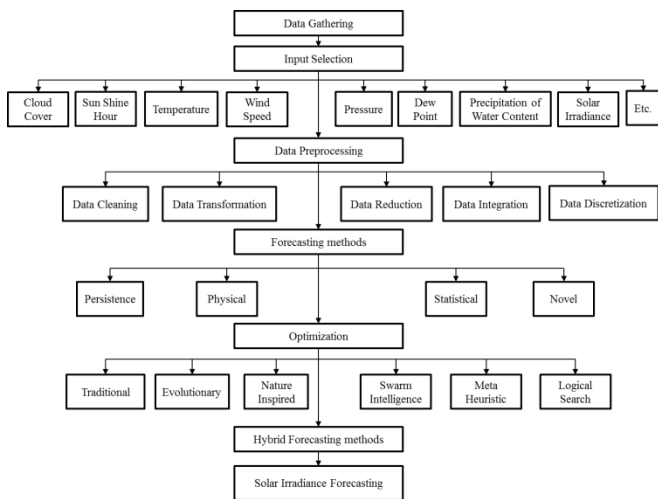 Data Gathering
Input Selection
Cloud
Cover
Sun Shine
Hour
Temperature
Wind
Speed
Pressure
Dew
Point
Precipitation of
Water Content
Solar
Irradiance
Etc.
Data Preprocessing
Data Cleaning
Data Transformation
Data Reduction
Data Integration
Data Discretization
Forecasting methods
Persistence
Physical
Statistical
Novel
Optimization
Traditional
Evolutionary
Nature
Inspired
Swarm
Intelligence
Meta
Heuristic
Logical
Search
Hybrid Forecasting methods
Solar Irradiance Forecasting